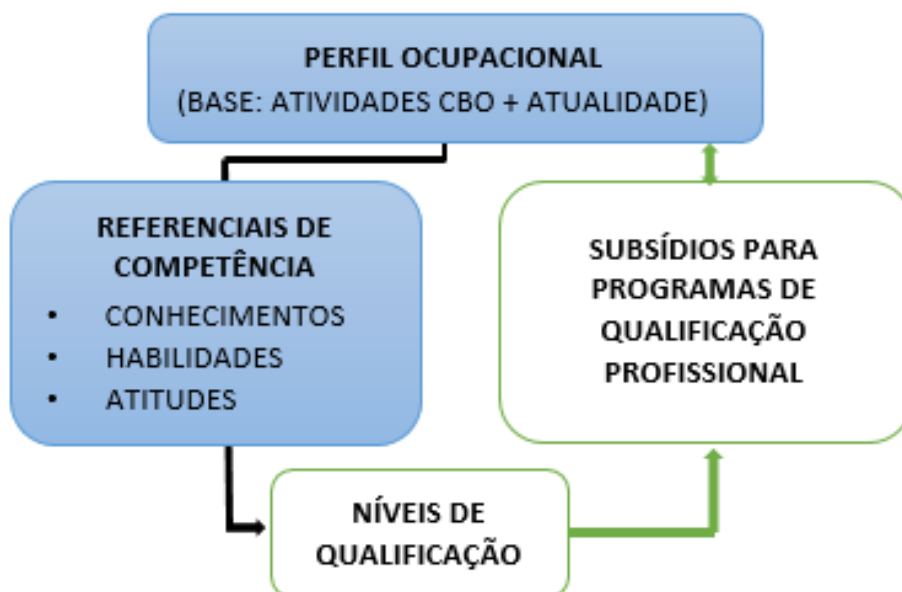 PERFIL OCUPACIONAL
(BASE: ATIVIDADES CBO + ATUALIDADE)
REFERENCIAIS DE
COMPETÊNCIA
• CONHECIMENTOS
• HABILIDADES
• ATITUDES
SUBSÍDIOS PARA
PROGRAMAS DE
QUALIFICAÇÃO
PROFISSIONAL
NÍVEIS DE
QUALIFICAÇÃO